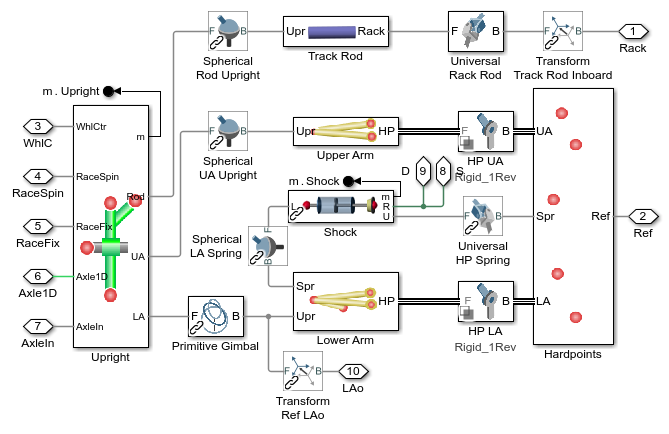 F B
Upr Rack
F B
F B
1
Spherical
Rod Upright
Track Rod
Universal
Rack Rod
Transform
Track Rod Inboard
Rack
m . Upright
3
WhlCtr
WhlC
m
F B
Upr HP
F B
UA
4
RaceSpin
RaceSpin
Spherical
UA Upright
Upper Arm
HP UA
Rigid_1Rev
D 9 8 S
m . Shock
Rod
L
m
R
U
5
RaceFix
RaceFix
Shock
F B
Spr
Ref
2
Ref
Spherical
LA Spring
F
B
Universal
HP Spring
UA
6
Axle1D
Axle1D
Spr
HP
Upr
F B
LA
7
AxleIn
AxleIn
LA
F B
Upright
Primitive Gimbal
Lower Arm
HP LA
Rigid_1Rev
Hardpoints
F B
10
LAo
Transform
Ref LAo